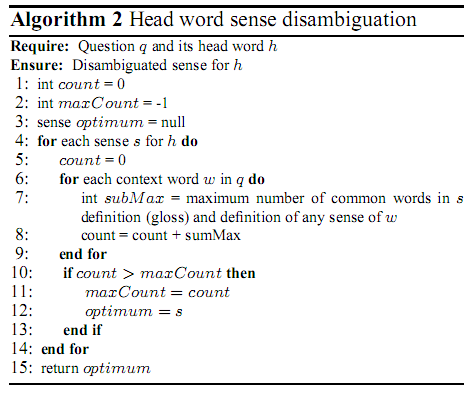 Algorithm 2 Head word sense disambiguation
Require: Question q and its head word h
Ensure: Disambiguated sense for h
1: int count = 0
2: int maxCount = -1
3: sense optimum = null
4: for each sense s for h do
5: count = 0
6: for each context word w in q do
7: int subMax = maximum number of common words in s
definition (gloss) and definition of any sense of w
8: count = count + sumMax
9: end for
10: if count > maxCount then
11: maxCount = count
12: optimum = s
13: end if
14: end for
15: return optimum